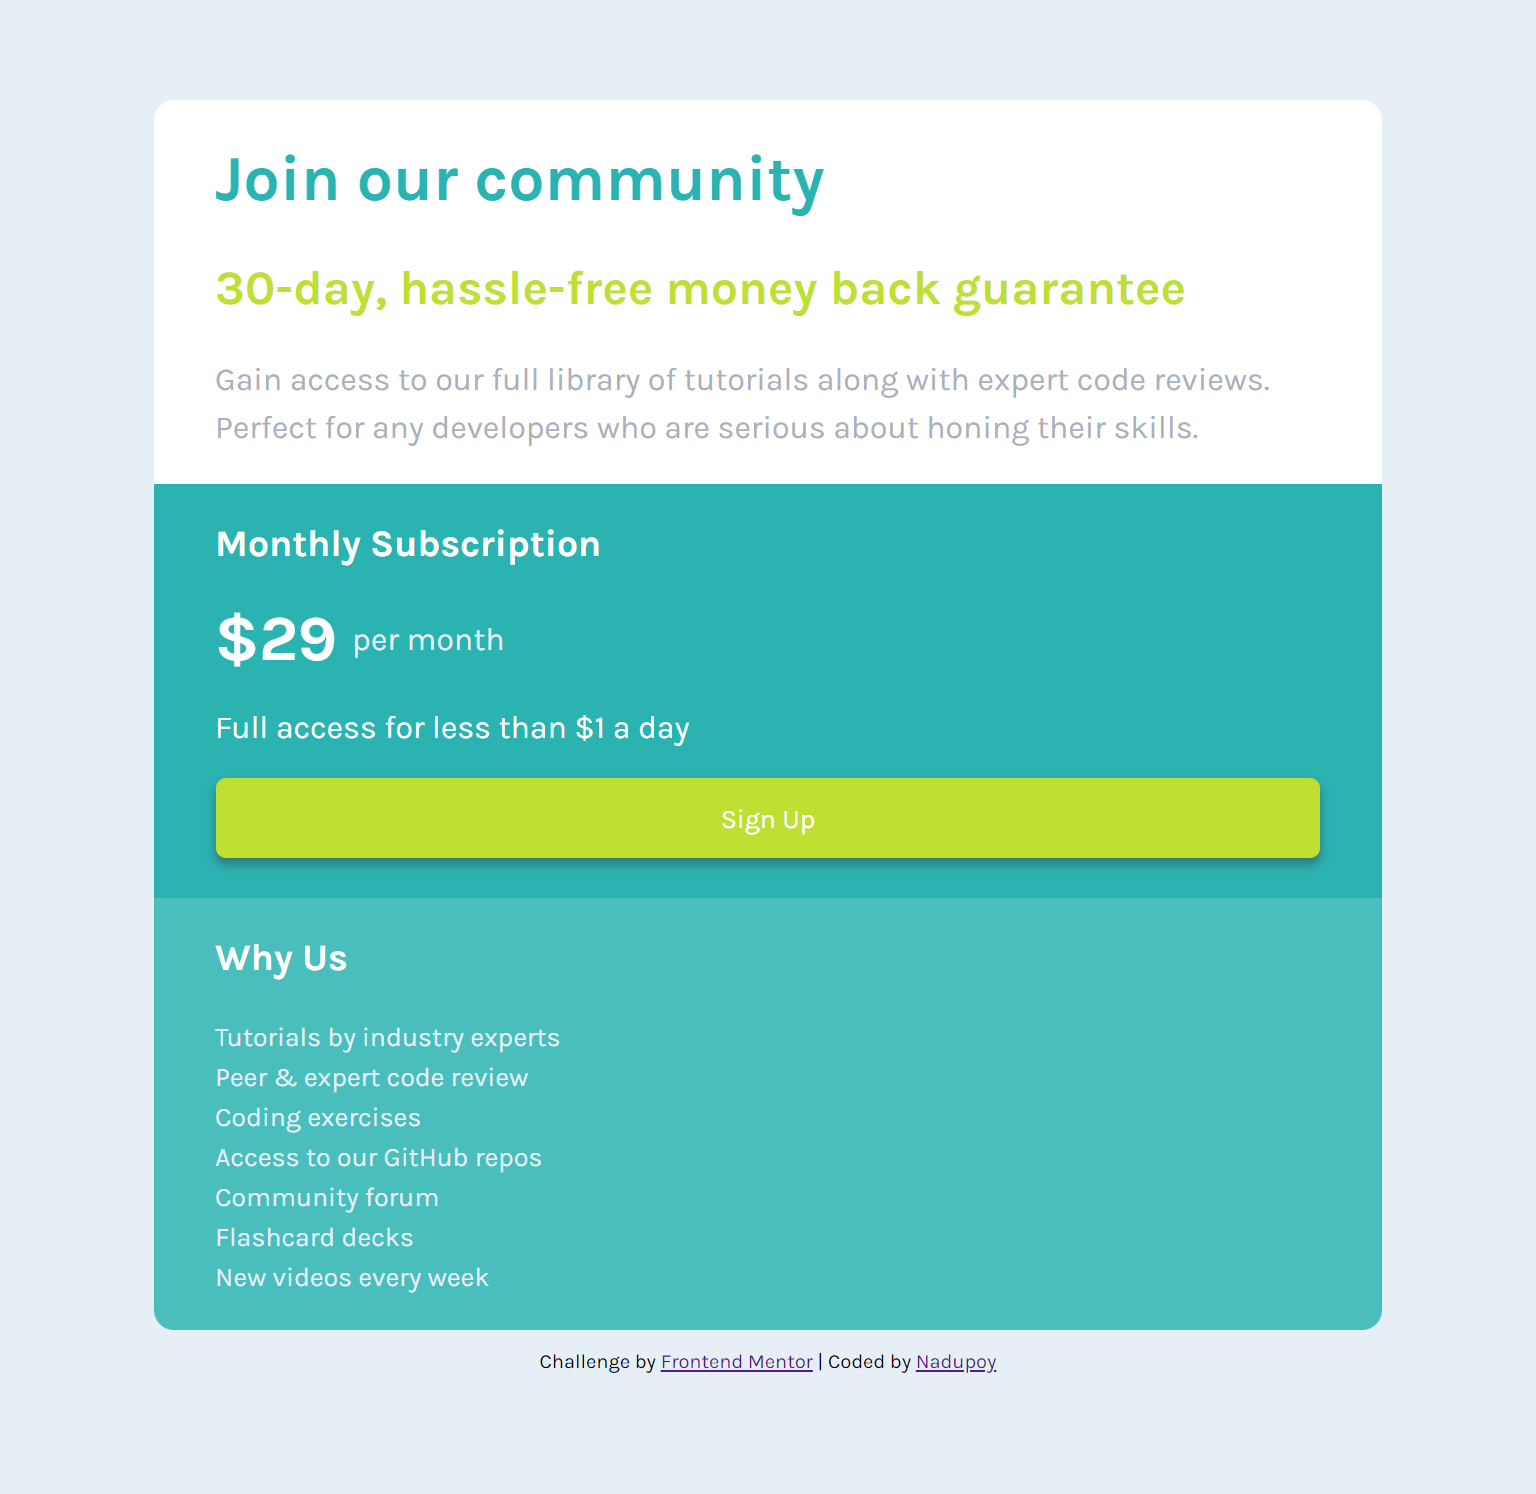 Join our community
30-day, hassle-free money back guarantee
Gain access to our full library of tutorials along with expert code reviews.
Perfect for any developers who are serious about honing their skills.
Monthly Subscription
$29 per month
Full access for less than $1 a day
Sign Up
Why Us
Tutorials by industry experts
Peer & expert code review
Coding exercises
Access to our GitHub repos
Community forum
Flashcard decks
New videos every week
Challenge by Frontend Mentor | Coded by Nadupoy